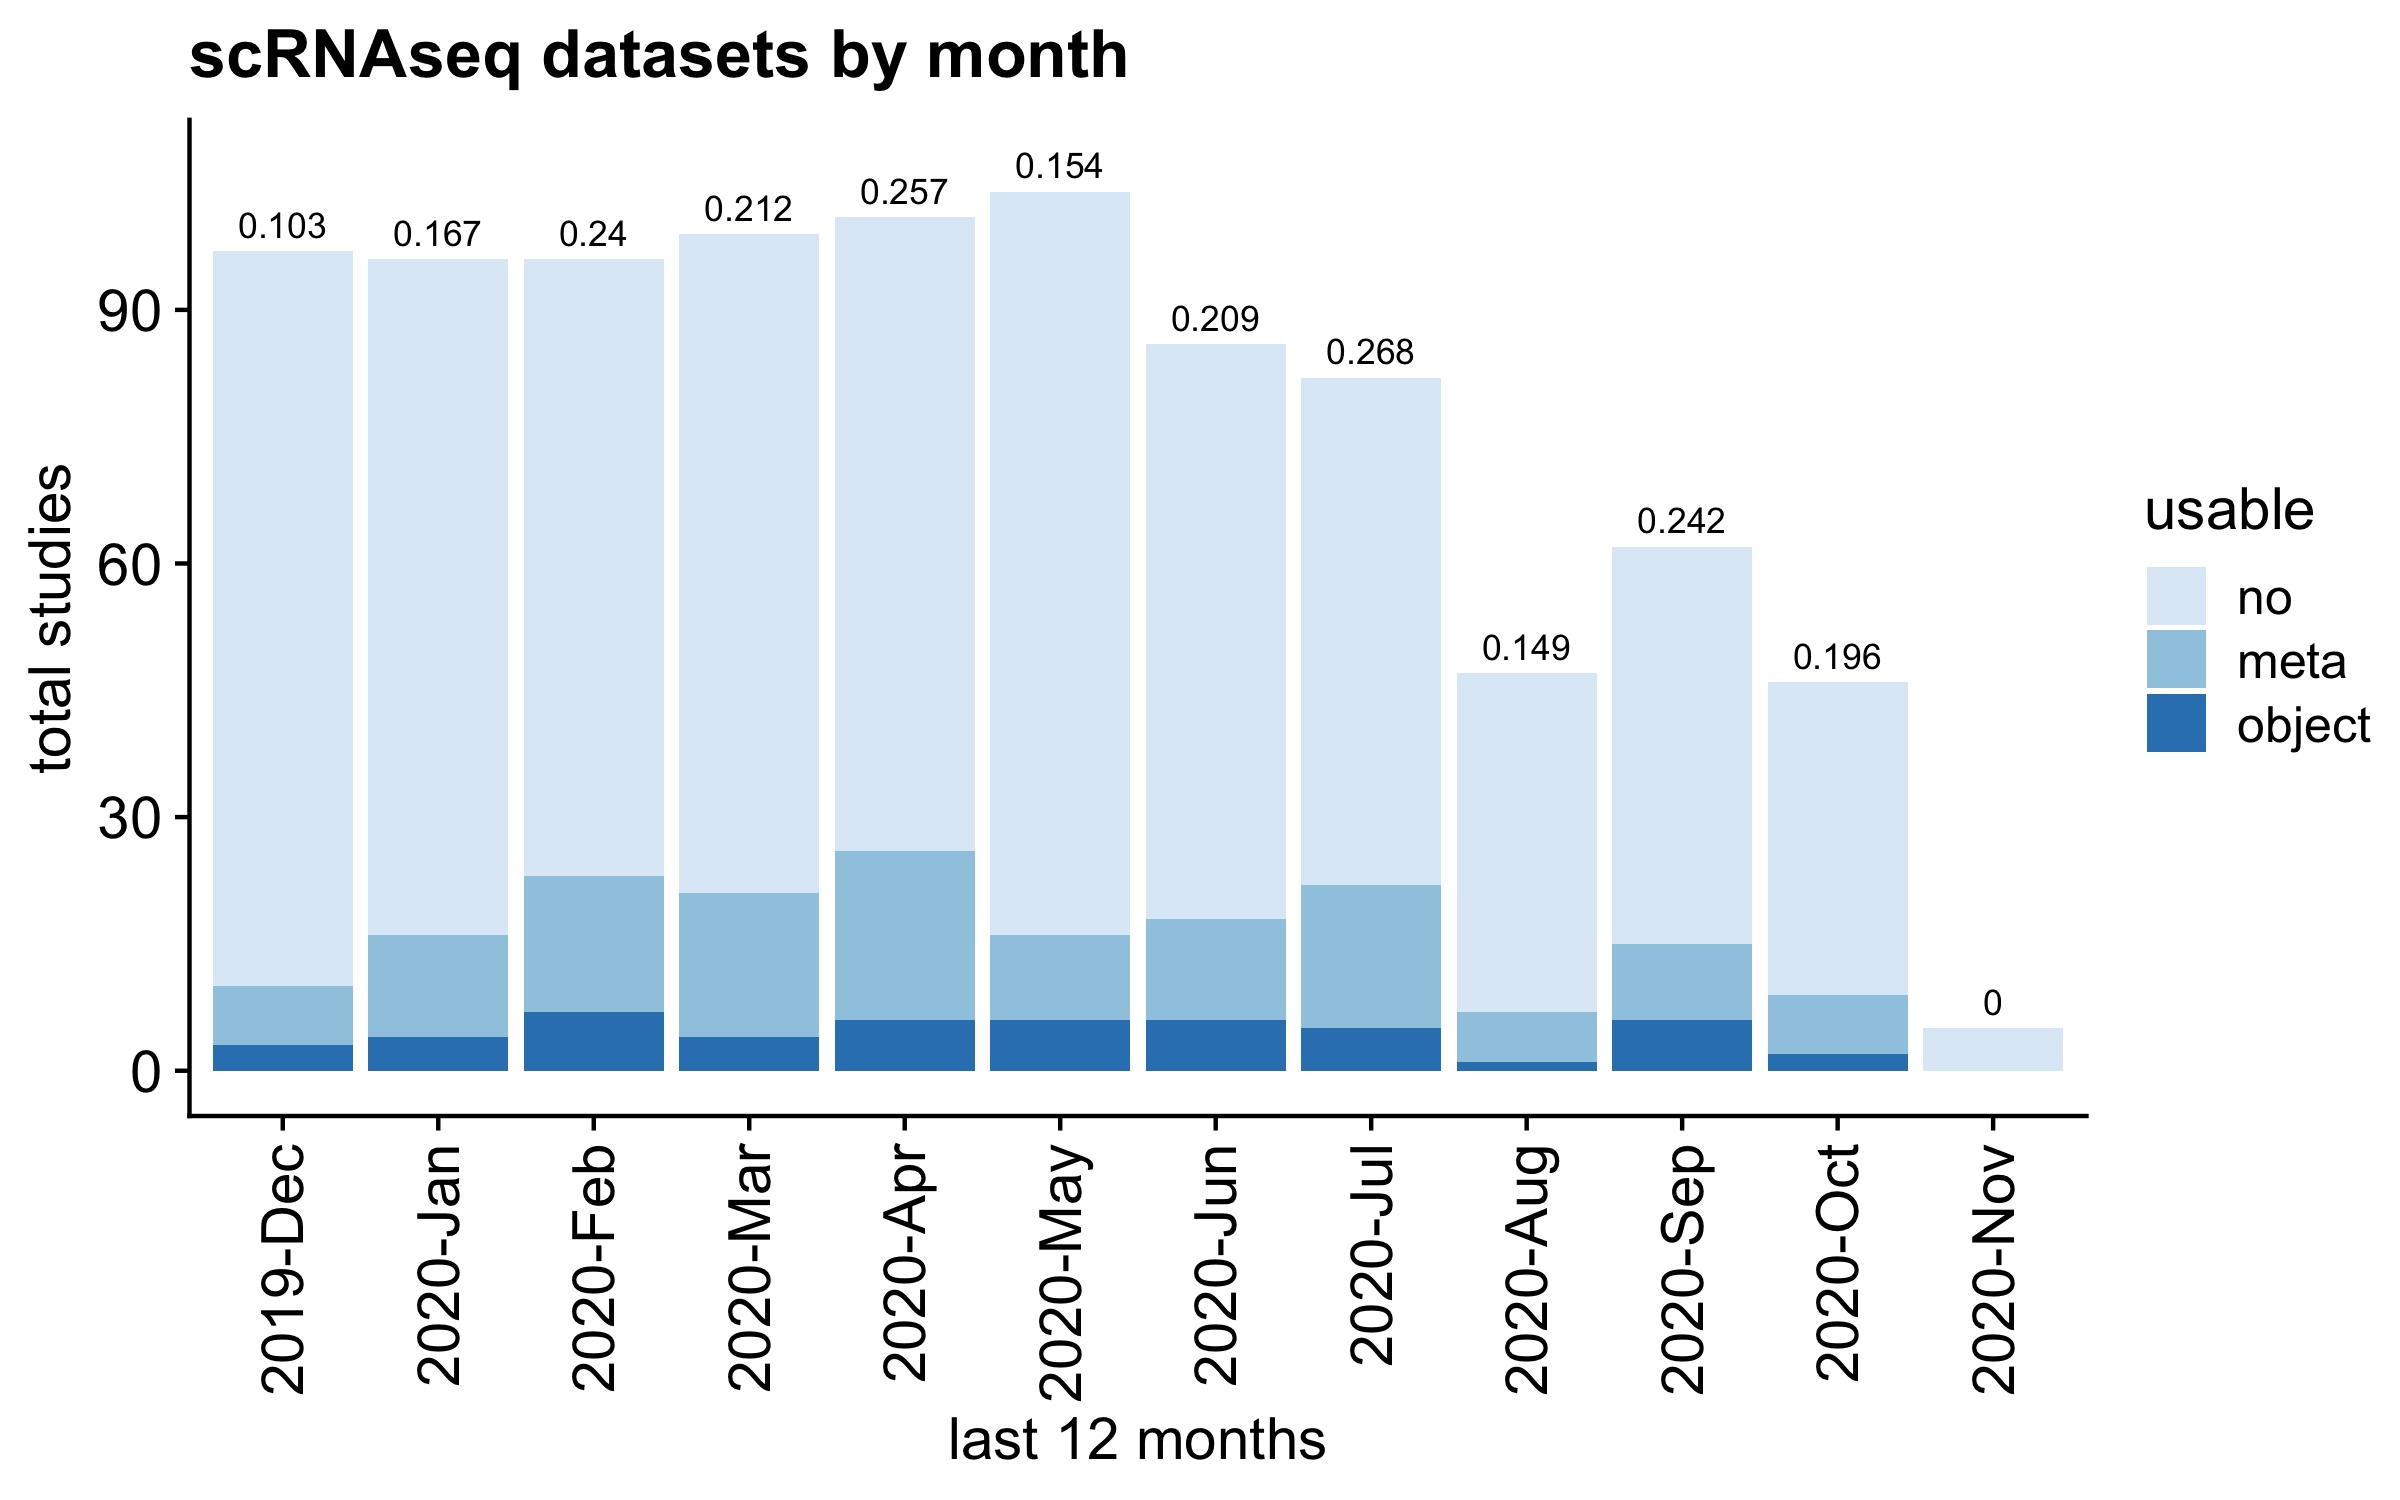 scRNAseq datasets by month
total studies
90
60
30
0
0.103
0.167
0.24
0.212
0.257
0.154
0.209
0.268
0.149
0.242
0.196
0
2019-Dec
2020-Jan
2020-Feb
2020-Mar
2020-Apr
2020-May
2020-Jun
2020-Jul
2020-Aug
2020-Sep
2020-Oct
2020-Nov
last 12 months
usable
no
meta
object